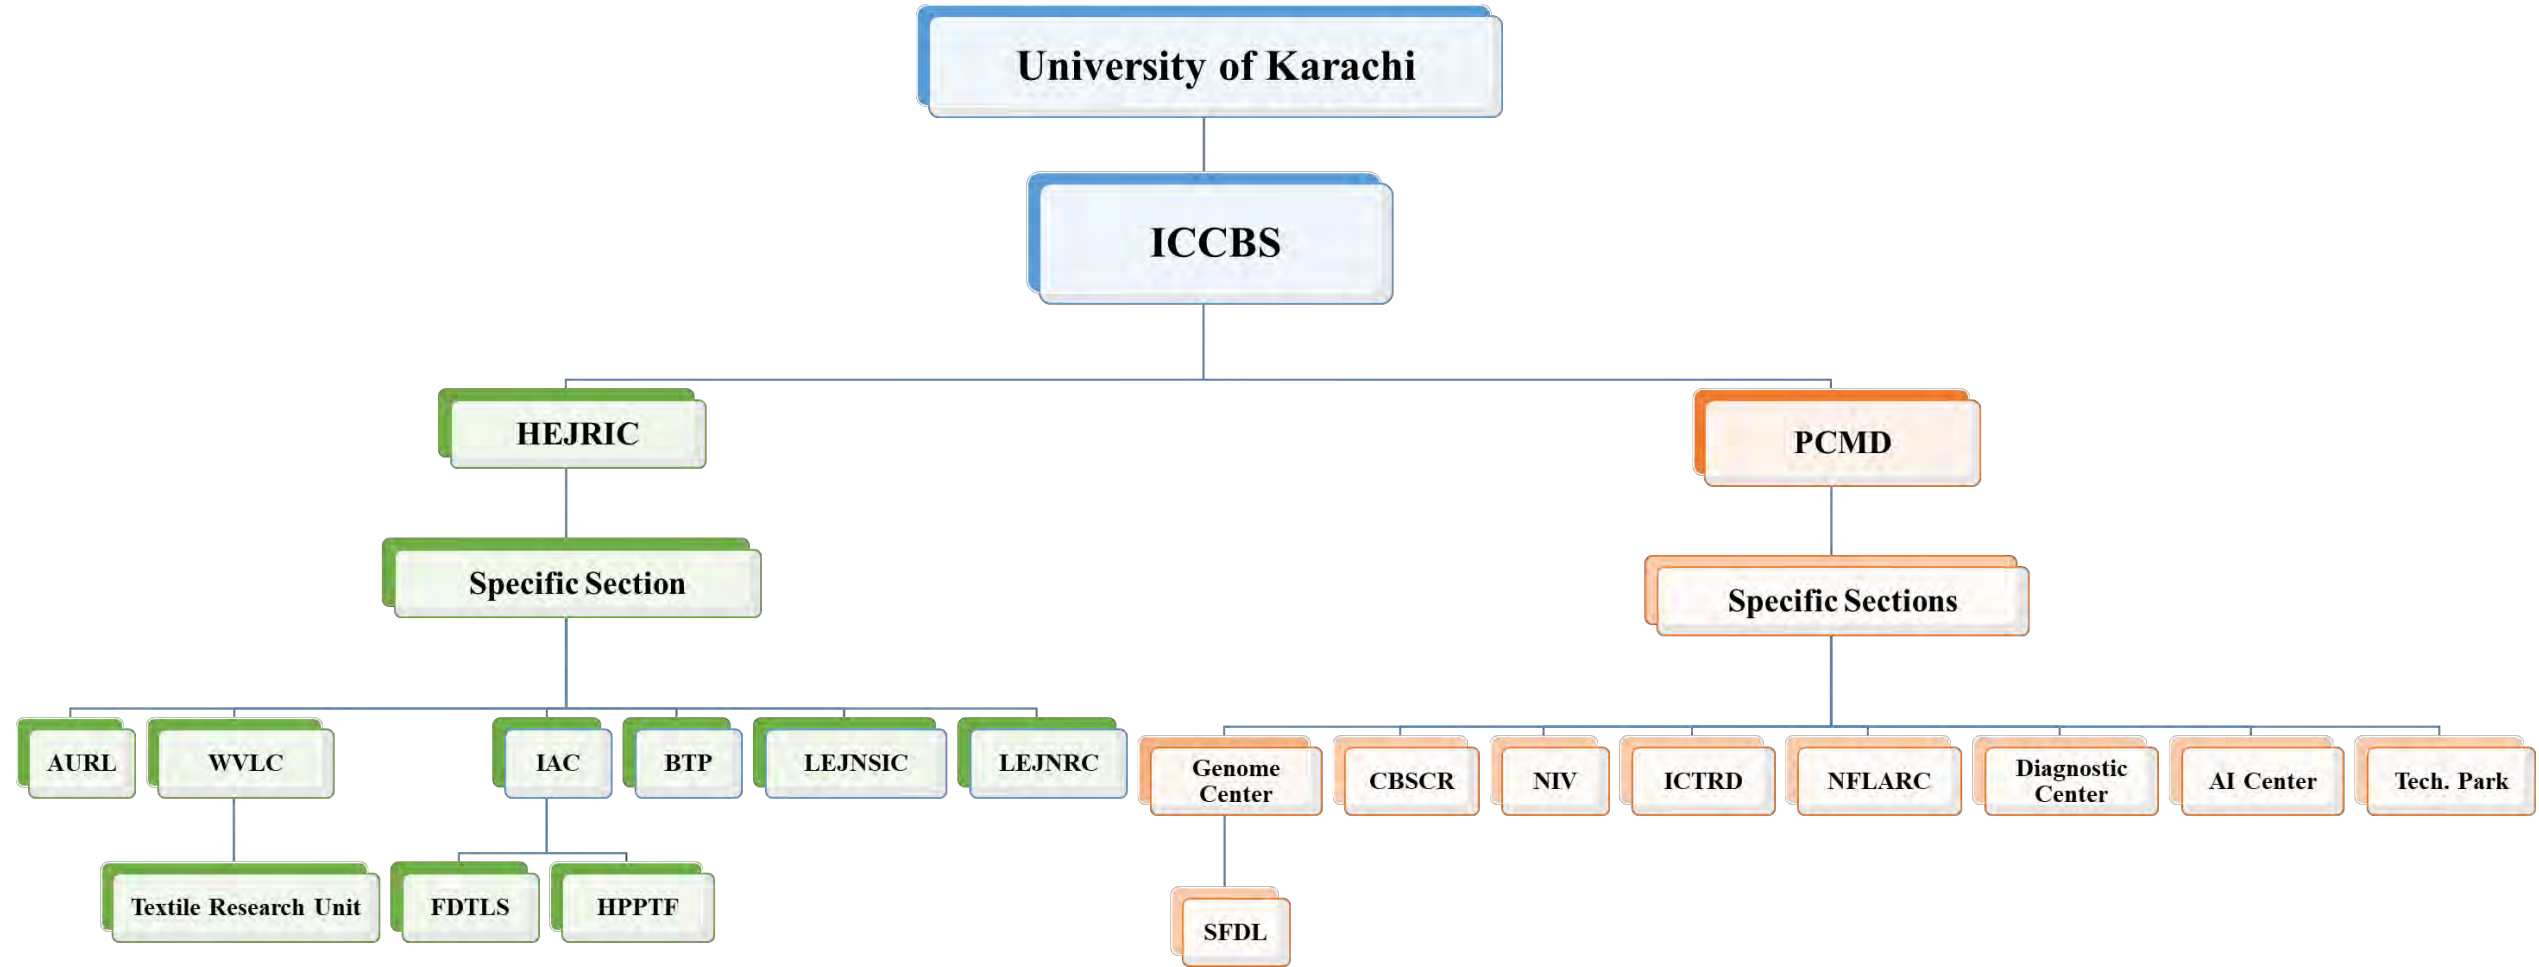 University of Karachi
ICCBS
HEJRIC
PCMD
Specific Section
Specific Sections
AURL
WVLC
IAC
BTP
LEJNSIC
LEJNRC
Genome
Center
CBSCR
NIV
ICTRD
NFLARC
Diagnostic
Center
AI Center
Tech. Park
Textile Research Unit
FDTLS
HPPTF
SFDL